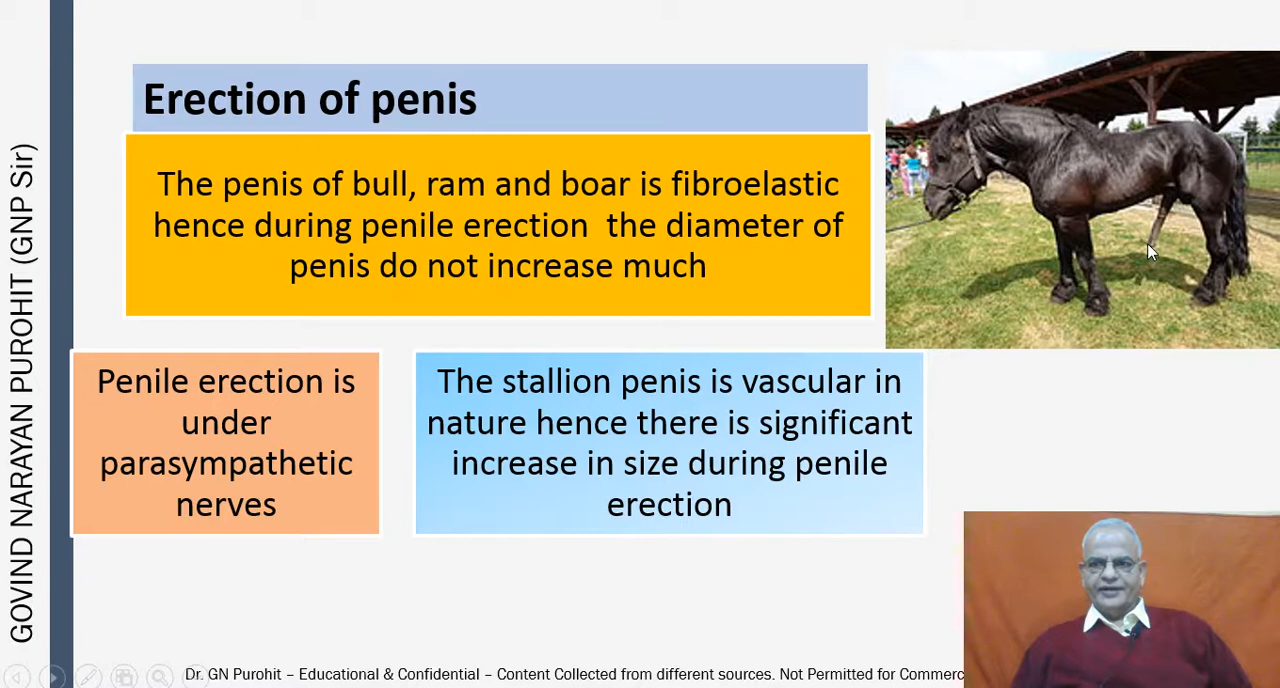 GOVIND NARAYAN PUROHIT (GNP Sir)
Erection of penis
The penis of bull, ram and boar is fibroelastic
hence during penile erection the diameter of
penis do not increase much
Penile erection is
under
parasympathetic
nerves
The stallion penis is vascular in
nature hence there is significant
increase in size during penile
erection
Dr. GN Purohit – Educational & Confidential – Content Collected from different sources. Not Permitted for Commerc